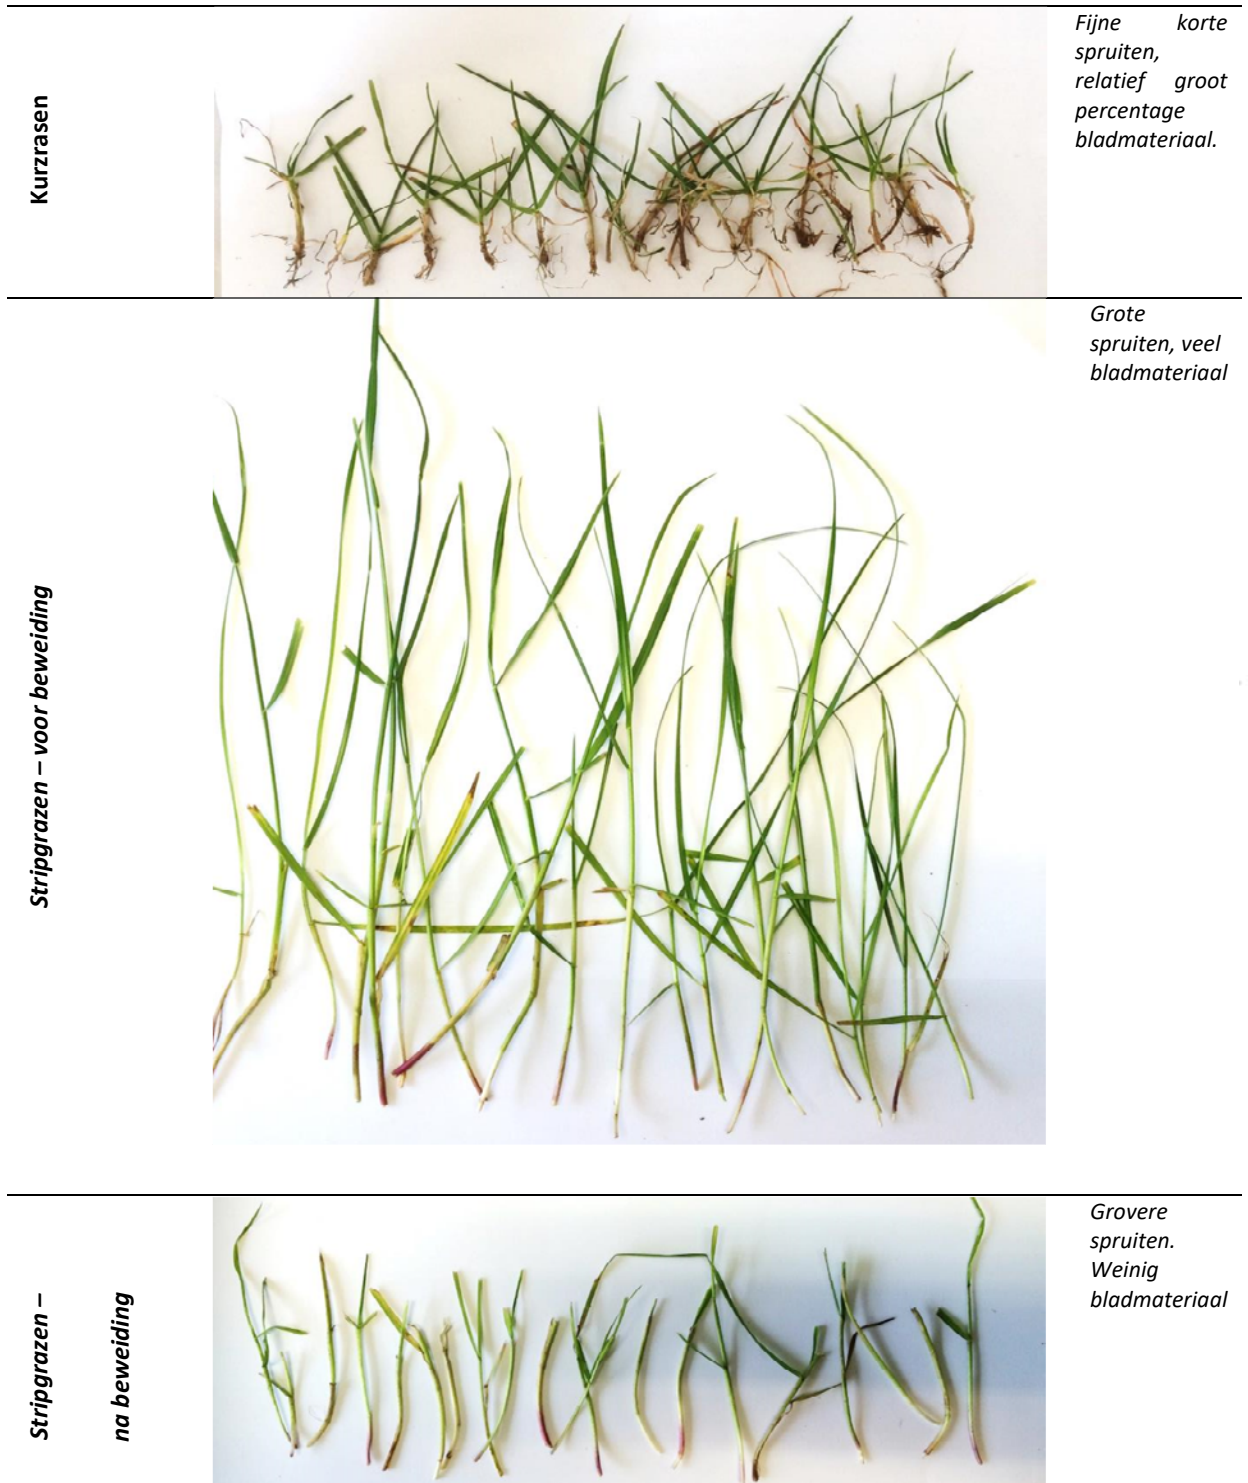 Kurzrasen
Fijne korte
spruiten,
relatief groot
percentage
bladmateriaal.
Stripgrazen – voor beweiding
Grote
spruiten, veel
bladmateriaal
Stripgrazen –
na beweiding
Grovere
spruiten.
Weinig
bladmateriaal